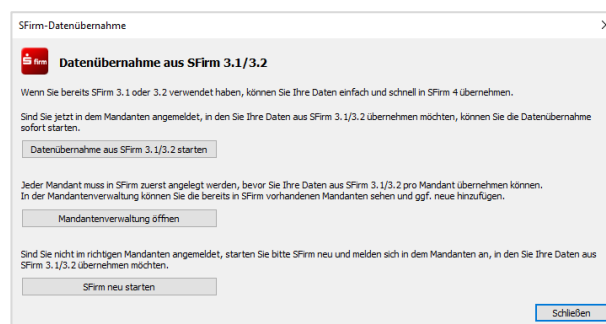 SFirm-Datenübernahme
S firm
Datenübernahme aus SFirm 3.1/3.2
Wenn Sie bereits SFirm 3.1 oder 3.2 verwendet haben, können Sie Ihre Daten einfach und schnell in SFirm 4 übernehmen.
Sind Sie jetzt in dem Mandanten angemeldet, in den Sie Ihre Daten aus SFirm 3.1/3.2 übernehmen möchten, können Sie die Datenübernahme
sofort starten.
Datenübernahme aus SFirm 3.1/3.2 starten
Jeder Mandant muss in SFirm zuerst angelegt werden, bevor Sie Ihre Daten aus SFirm 3.1/3.2 pro Mandant übernehmen können.
In der Mandantenverwaltung können Sie die bereits in SFirm vorhandenen Mandanten sehen und ggf. neue hinzufügen.
Mandantenverwaltung öffnen
Sind Sie nicht im richtigen Mandanten angemeldet, starten Sie bitte SFirm neu und melden sich in dem Mandanten an, in den Sie Ihre Daten aus
SFirm 3.1/3.2 übernehmen möchten.
SFirm neu starten
Schließen